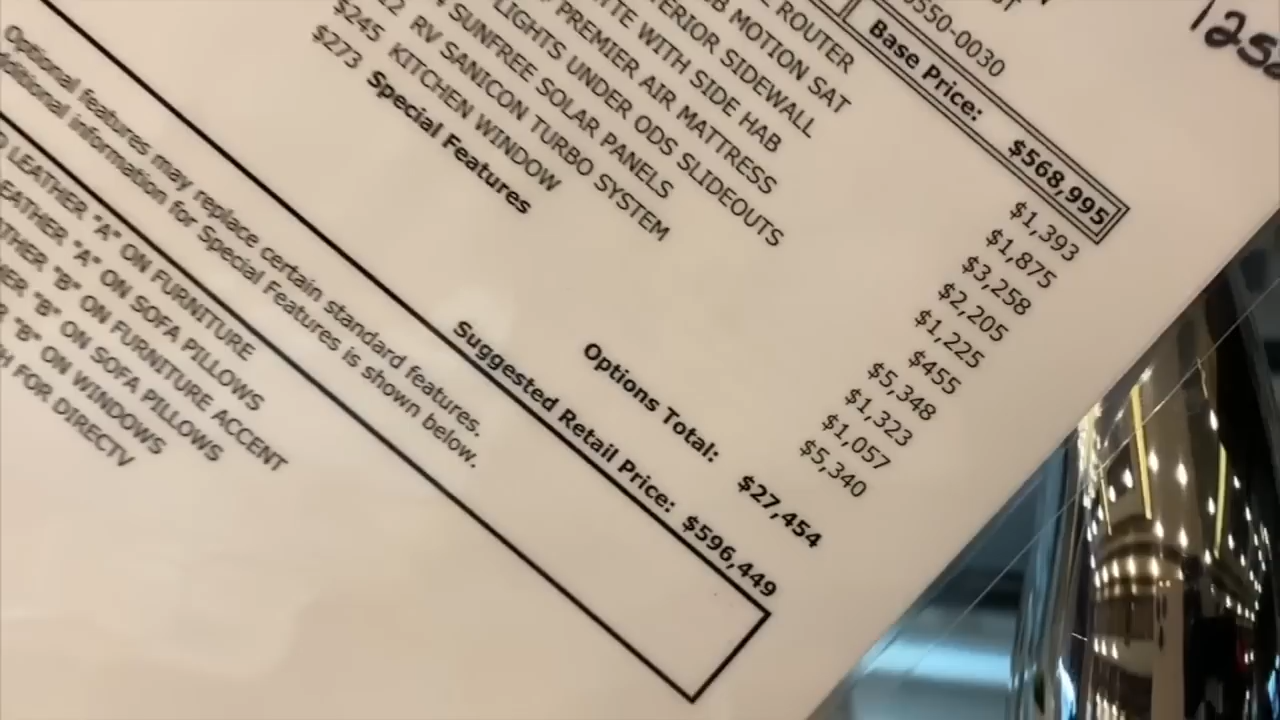 1250
550-0030
Base Price: $568,995
ROUTER $1,393
MOTION SAT $1,875
ERIOR SIDEWALL $3,258
ITE WITH SIDE HAB $2,205
PREMIER AIR MATTRESS $1,225
LIGHTS UNDER ODS SLIDEOUTS $455
SUNFREE SOLAR PANELS $5,348
RV SANICON TURBO SYSTEM $1,323
$245 KITCHEN WINDOW $1,057
$273 Special Features $5,340
Options Total: $27,454
Suggested Retail Price: $596,449
Optional features may replace certain standard features.
information for Special Features is shown below.
LEATHER "A" ON FURNITURE
EATHER "A" ON SOFA PILLOWS
THER "B" ON FURNITURE ACCENT
HER "B" ON SOFA PILLOWS
"B" ON WINDOWS
H FOR DIRECTV